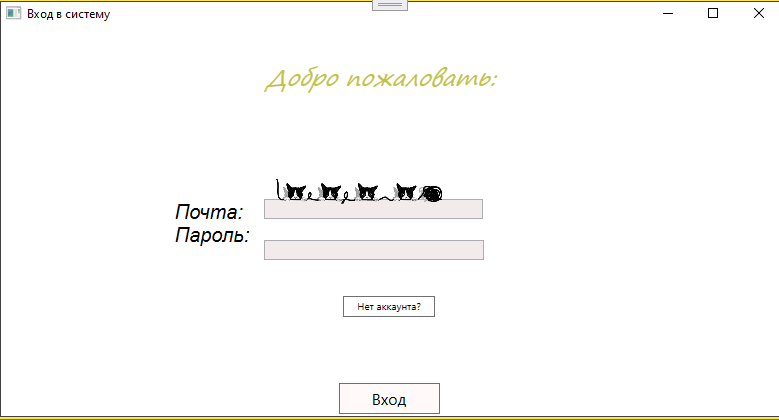 Вход в систему
Добро пожаловать:
Почта:
Пароль:
Нет аккаунта?
Вход